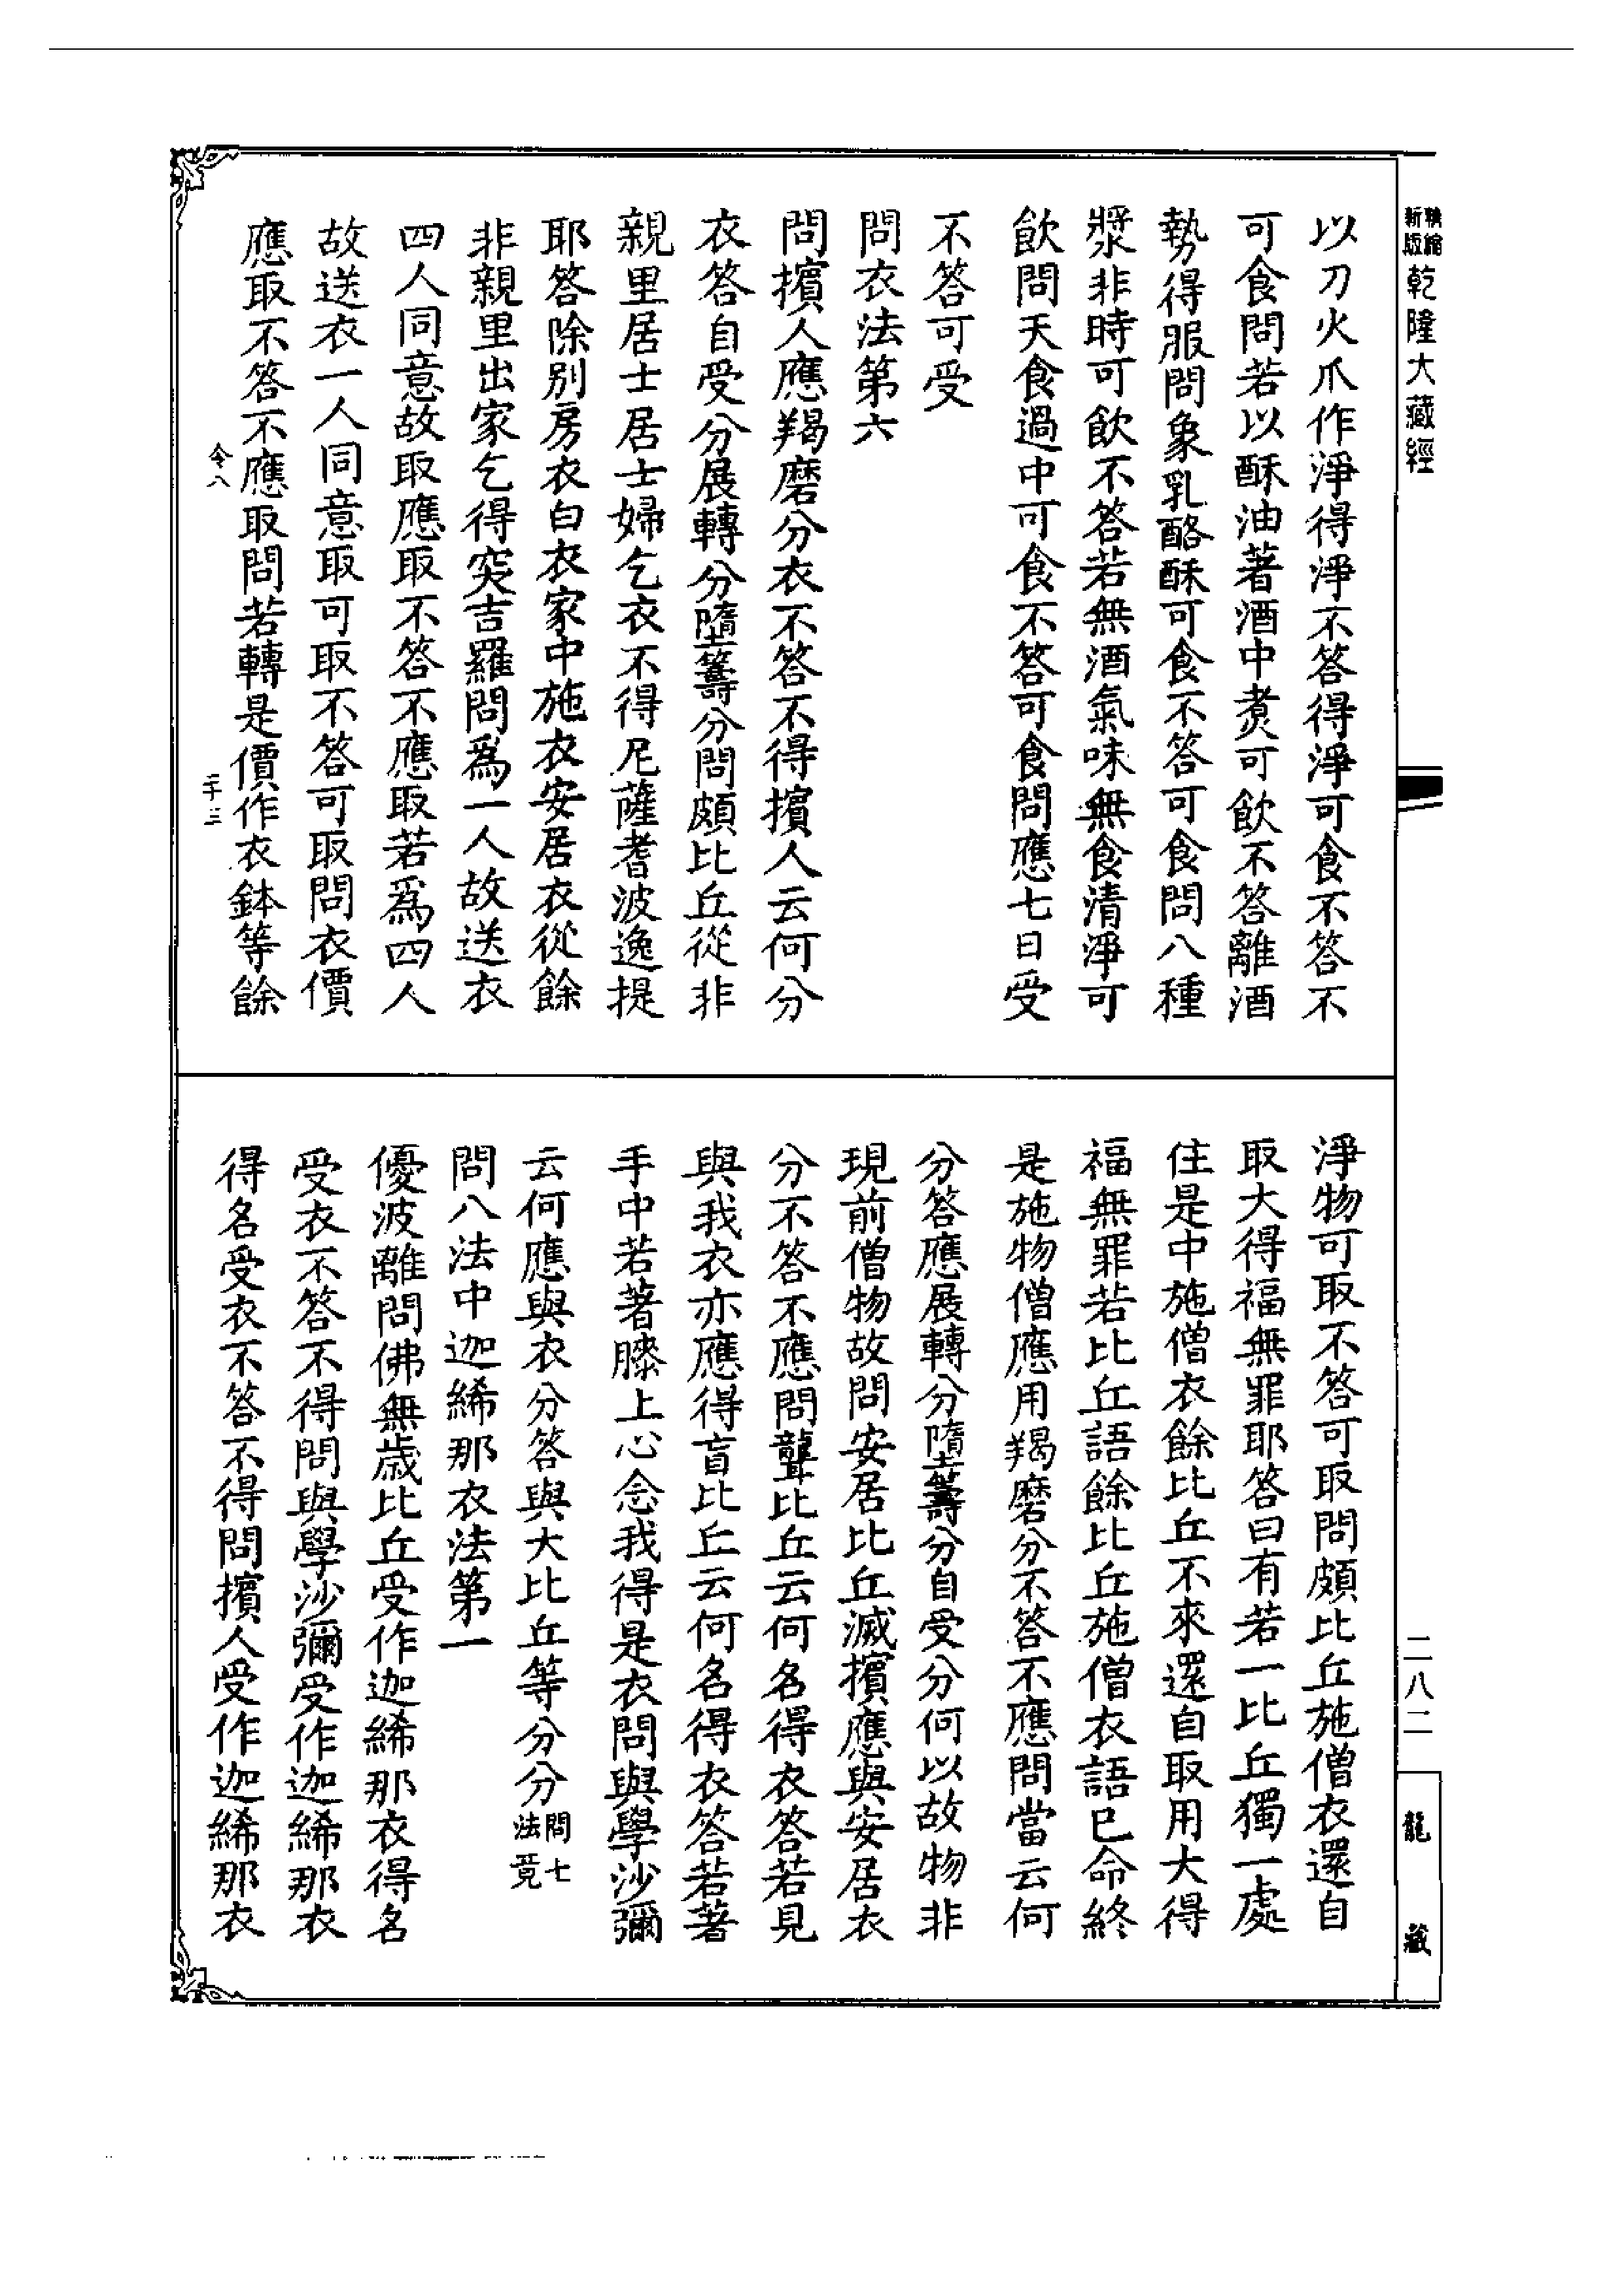 新版精縮乾隆大藏經
以刀火爪作淨得淨不答得淨可食不答不
可食問若以酥油著酒中煑可飲不答離酒
勢得服問象乳酪酥可食不答可食問八種
漿非時可飲不答若無酒氣味無食清淨可
飲問天食過中可食不答可食問應七日受
不答可受
問衣法第六
問擯人應羯磨分衣不答不得擯人云何分
衣答自受分展轉分墮籌分問頗比丘從非
親里居士居士婦乞衣不得尼薩耆波逸提
耶答除別房衣白衣家中施衣安居衣從餘
非親里出家乞得突吉羅問爲一人故送衣
四人同意故取應取不答不應取若爲四人
故送衣一人同意取可取不答可取問衣價
應取不答不應取問若轉是價作衣鉢等餘
令八
手三
淨物可取不答可取問頗比丘施僧衣還自
取大得福無罪耶答曰有若一比丘獨一處
住是中施僧衣餘比丘不來還自取用大得
福無罪若比丘語餘比丘施僧衣語已命終
是施物僧應用羯磨分不答不應問當云何
分答應展轉分墮籌分自受分何以故物非
現前僧物故問安居比丘滅擯應與安居衣
分不答不應問聾比丘云何名得衣答若見
與我衣亦應得盲比丘云何名得衣答若著
手中若著膝上心念我得是衣問與學沙彌
云何應與衣分答與大比丘等分分問七法竟
問八法中迦絺那衣法第一
優波離問佛無歲比丘受作迦絺那衣得名
受衣不答不得問與學沙彌受作迦絺那衣
得名受衣不答不得問擯人受作迦絺那衣
二八二
龍藏